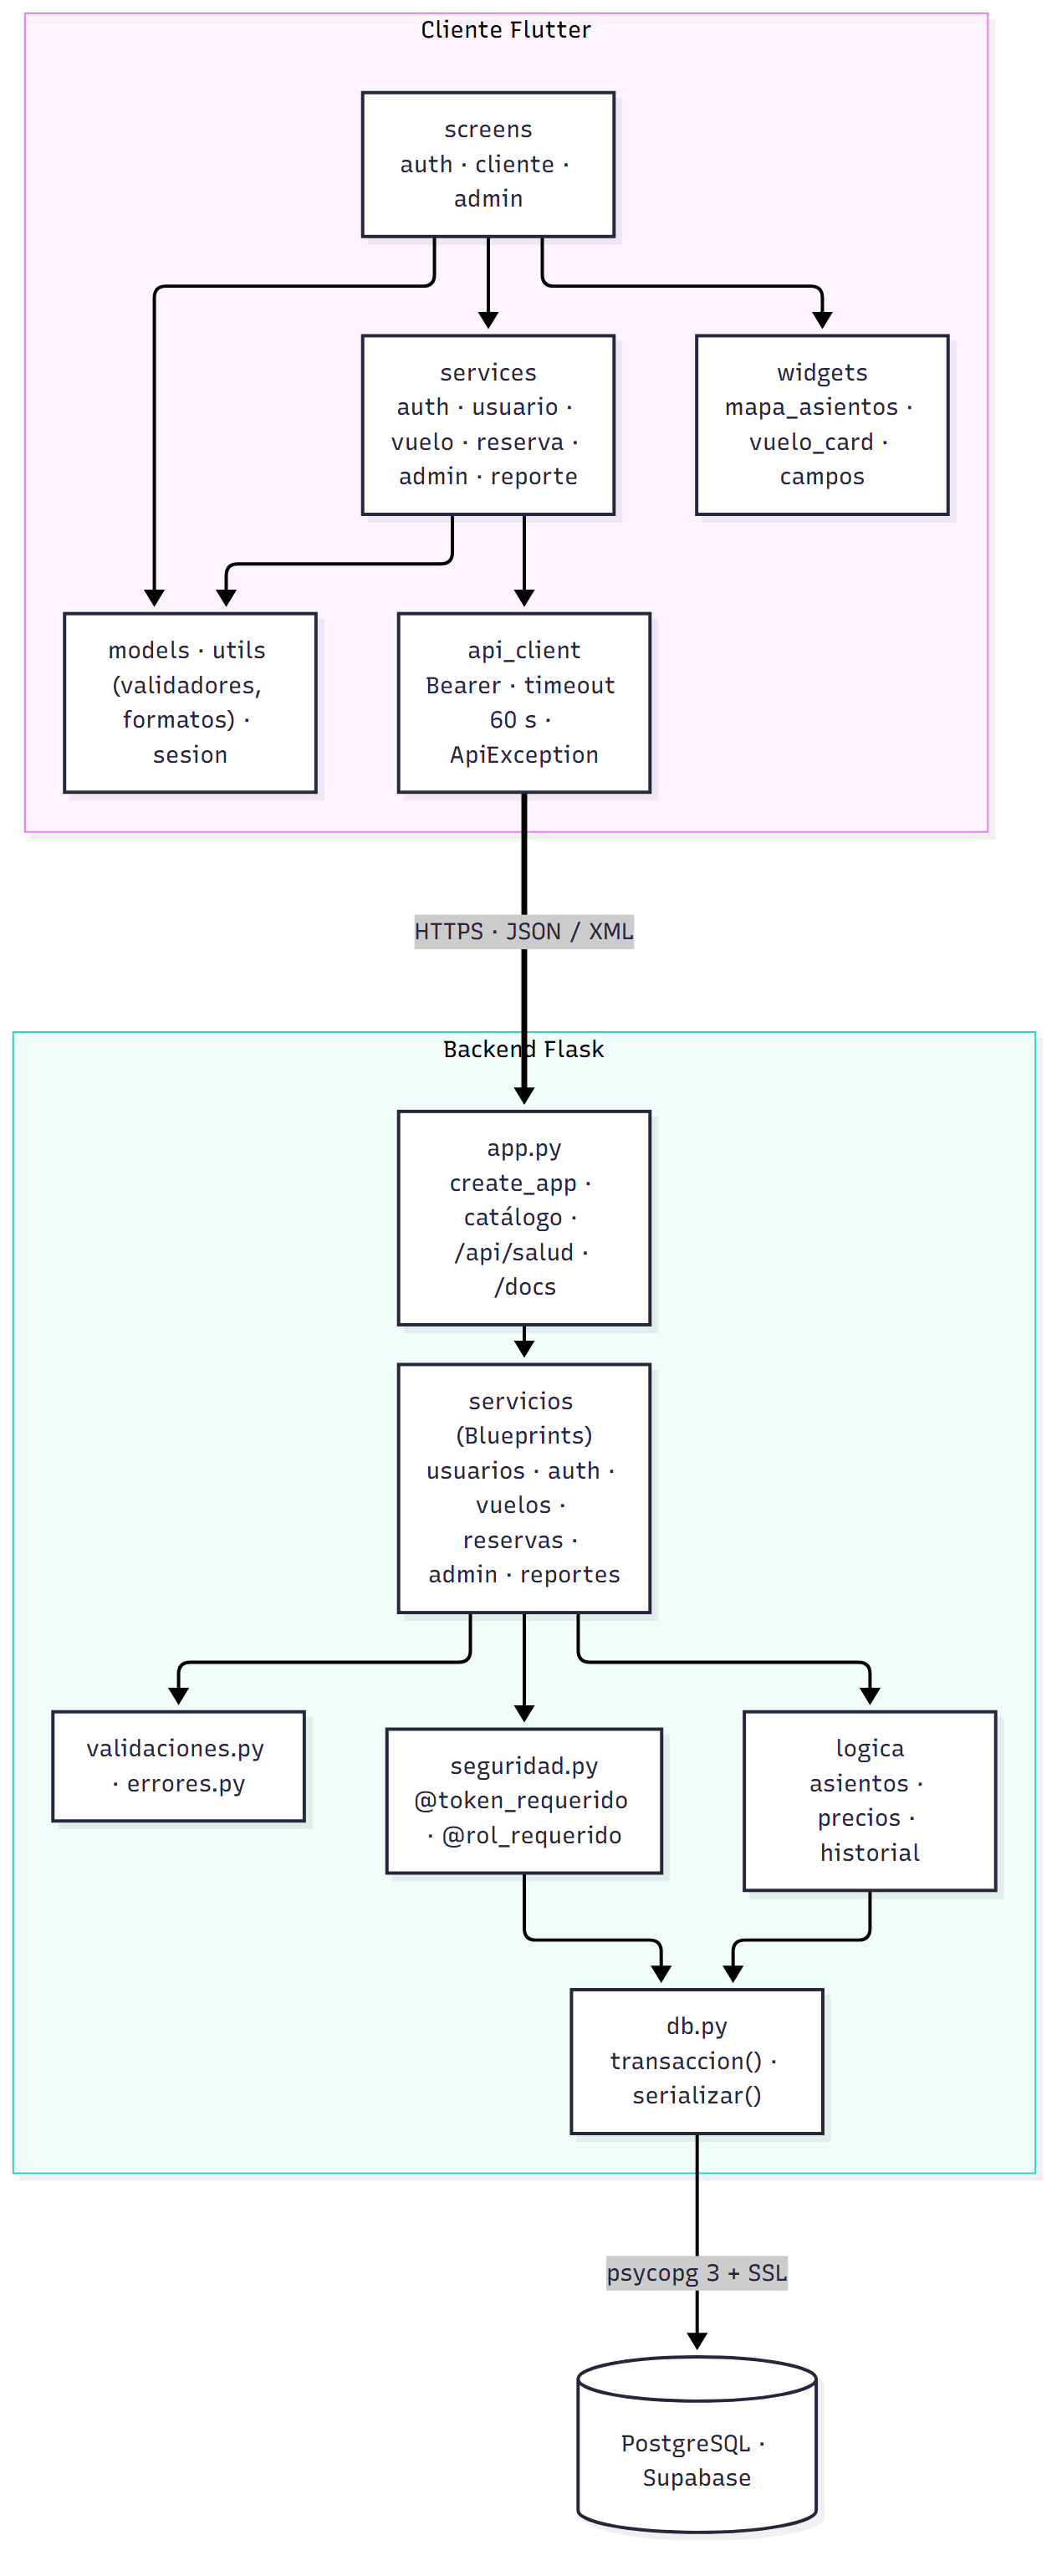 Cliente Flutter
screens
auth · cliente ·
admin
services
auth · usuario ·
vuelo · reserva ·
admin · reporte
widgets
mapa_asientos ·
vuelo_card ·
campos
models · utils
(validadores,
formatos) ·
sesion
api_client
Bearer · timeout
60 s ·
ApiException
HTTPS · JSON / XML
Backend Flask
app.py
create_app ·
catálogo ·
/api/salud ·
/docs
servicios
(Blueprints)
usuarios · auth ·
vuelos ·
reservas ·
admin · reportes
validaciones.py
· errores.py
seguridad.py
@token_requerido
· @rol_requerido
logica
asientos ·
precios ·
historial
db.py
transaccion() ·
serializar()
psycopg 3 + SSL
PostgreSQL ·
Supabase